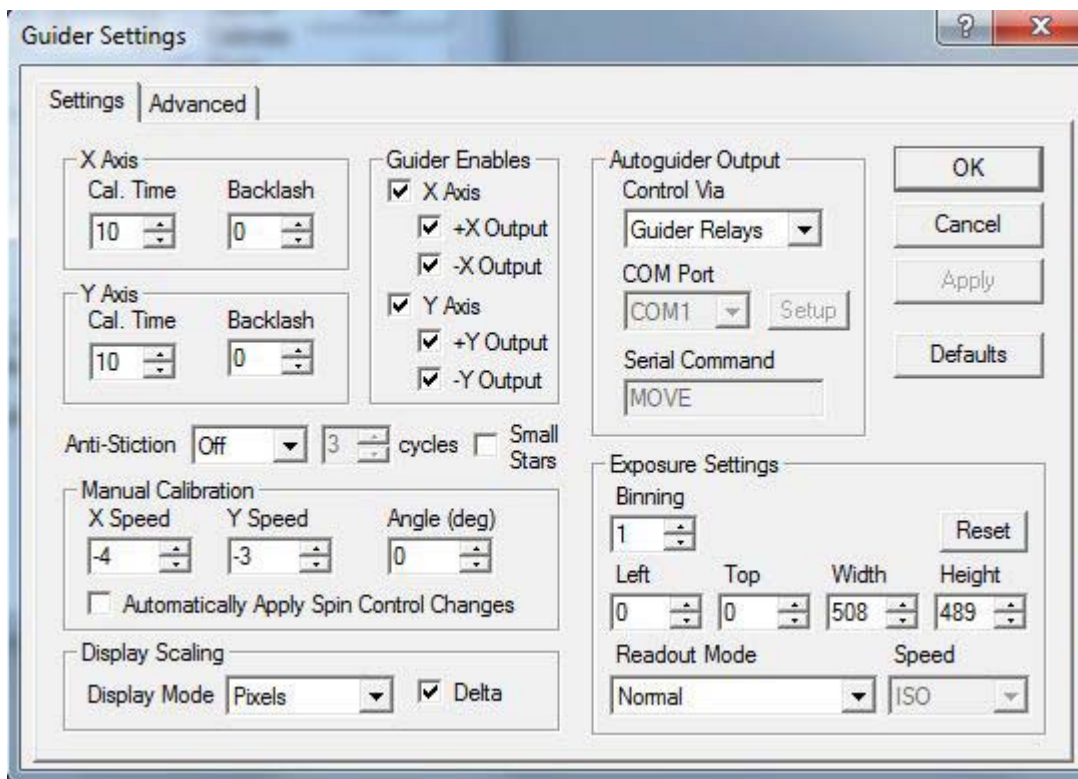 Guider Settings
Settings Advanced
X Axis
Cal. Time Backlash
10 0
Y Axis
Cal. Time Backlash
10 0
Guider Enables
X Axis
+X Output
-X Output
Y Axis
+Y Output
-Y Output
Autoguider Output
Control Via
Guider Relays
COM Port
COM1 Setup
Serial Command
MOVE
OK
Cancel
Apply
Defaults
Anti-Stiction Off 3 cycles Small
Stars
Manual Calibration
X Speed Y Speed Angle (deg)
-4 -3 0
Automatically Apply Spin Control Changes
Display Scaling
Display Mode Pixels Delta
Exposure Settings
Binning
1 Reset
Left Top Width Height
0 0 508 489
Readout Mode Speed
Normal ISO